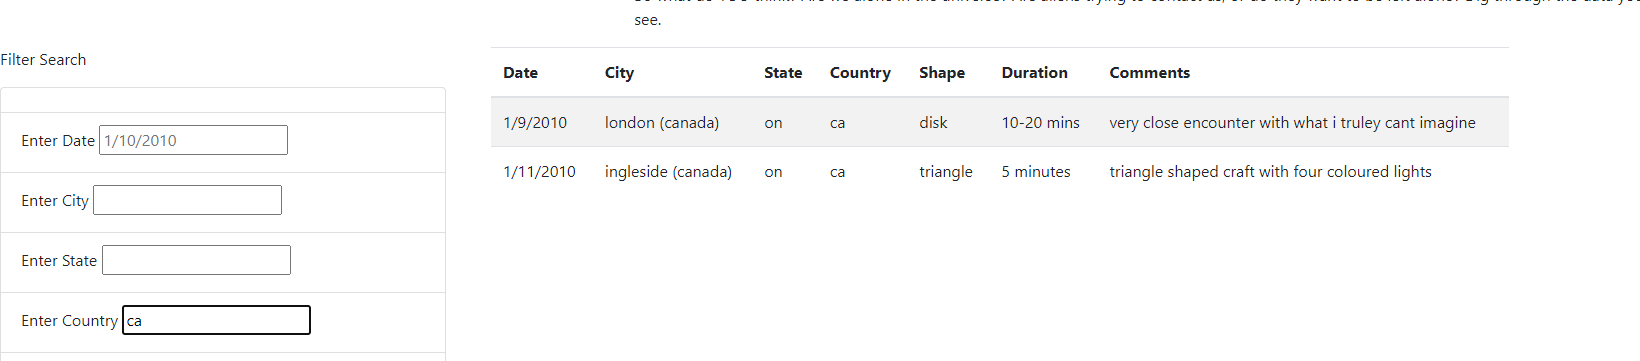 see.
Filter Search
Enter Date 1/10/2010
Enter City
Enter State
Enter Country ca
Date City State Country Shape Duration Comments
1/9/2010 london (canada) on ca disk 10-20 mins very close encounter with what i truley cant imagine
1/11/2010 ingleside (canada) on ca triangle 5 minutes triangle shaped craft with four coloured lights